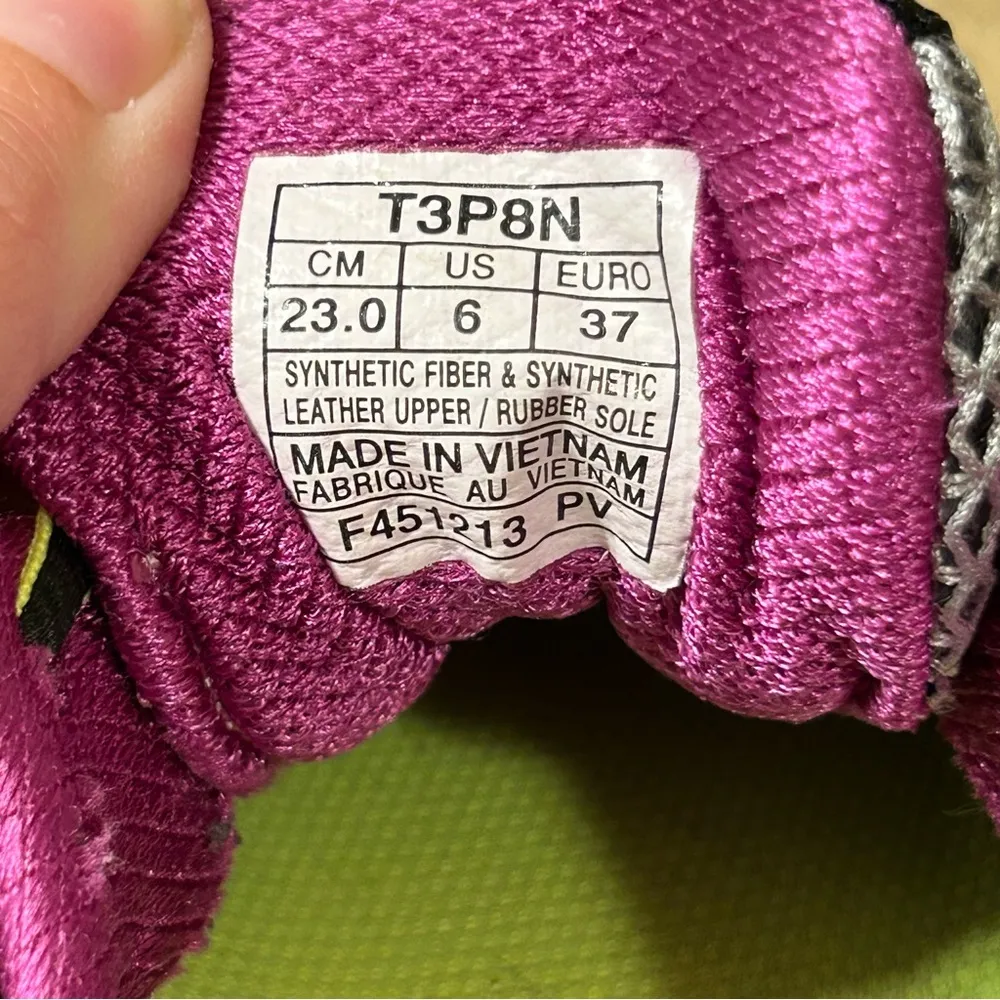 T3P8N
CM US EURO
23.0 6 37
SYNTHETIC FIBER & SYNTHETIC
LEATHER UPPER / RUBBER SOLE
MADE IN VIETNAM
FABRIQUE AU VIETNAM
F451213 PV